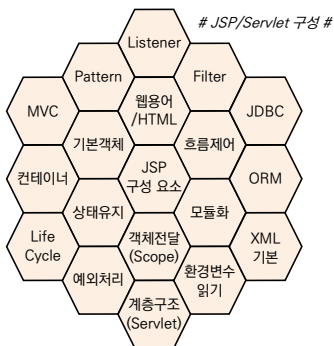 # JSP/Servlet 구성 #
Listener
Pattern
Filter
MVC
웹용어
/HTML
JDBC
기본객체
흐름제어
컨테이너
JSP
구성 요소
ORM
상태유지
모듈화
Life
Cycle
객체전달
(Scope)
XML
기본
예외처리
환경변수
읽기
계층구조
(Servlet)